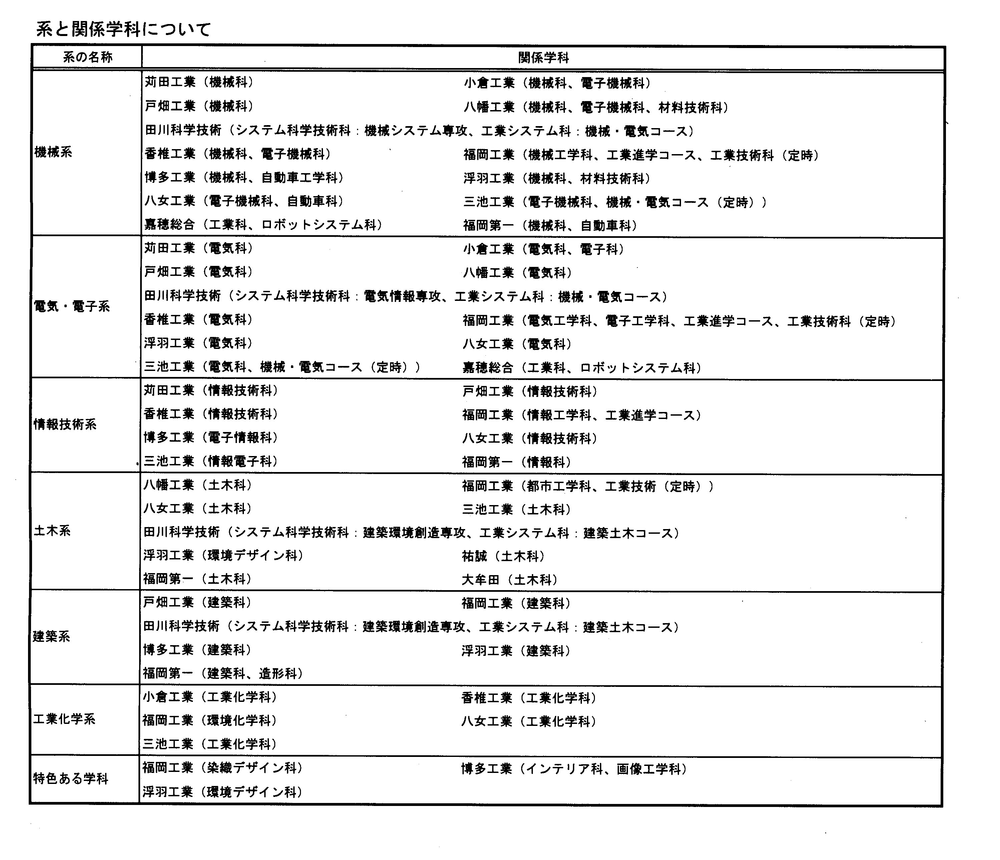 系と関係学科について
系の名称 関係学科
機械系
苅田工業（機械科） 小倉工業（機械科、電子機械科）
戸畑工業（機械科） 八幡工業（機械科、電子機械科、材料技術科）
田川科学技術（システム科学技術科：機械システム専攻、工業システム科：機械・電気コース）
香椎工業（機械科、電子機械科） 福岡工業（機械工学科、工業進学コース、工業技術科（定時）
博多工業（機械科、自動車工学科） 浮羽工業（機械科、材料技術科）
八女工業（電子機械科、自動車科） 三池工業（電子機械科、機械・電気コース（定時））
嘉穂総合（工業科、ロボットシステム科） 福岡第一（機械科、自動車科）
電気・電子系
苅田工業（電気科） 小倉工業（電気科、電子科）
戸畑工業（電気科） 八幡工業（電気科）
田川科学技術（システム科学技術科：電気情報専攻、工業システム科：機械・電気コース）
香椎工業（電気科） 福岡工業（電気工学科、電子工学科、工業進学コース、工業技術科（定時）
浮羽工業（電気科） 八女工業（電気科）
三池工業（電気科、機械・電気コース（定時）） 嘉穂総合（工業科、ロボットシステム科）
情報技術系
苅田工業（情報技術科） 戸畑工業（情報技術科）
香椎工業（情報技術科） 福岡工業（情報工学科、工業進学コース）
博多工業（電子情報科） 八女工業（情報技術科）
三池工業（情報電子科） 福岡第一（情報科）
土木系
八幡工業（土木科） 福岡工業（都市工学科、工業技術（定時））
八女工業（土木科） 三池工業（土木科）
田川科学技術（システム科学技術科：建築環境創造専攻、工業システム科：建築土木コース）
浮羽工業（環境デザイン科） 祐誠（土木科）
福岡第一（土木科） 大牟田（土木科）
建築系
戸畑工業（建築科） 福岡工業（建築科）
田川科学技術（システム科学技術科：建築環境創造専攻、工業システム科：建築土木コース）
博多工業（建築科） 浮羽工業（建築科）
福岡第一（建築科、造形科）
工業化学系
小倉工業（工業化学科） 香椎工業（工業化学科）
福岡工業（環境化学科） 八女工業（工業化学科）
三池工業（工業化学科）
特色ある学科
福岡工業（染織デザイン科） 博多工業（インテリア科、画像工学科）
浮羽工業（環境デザイン科）